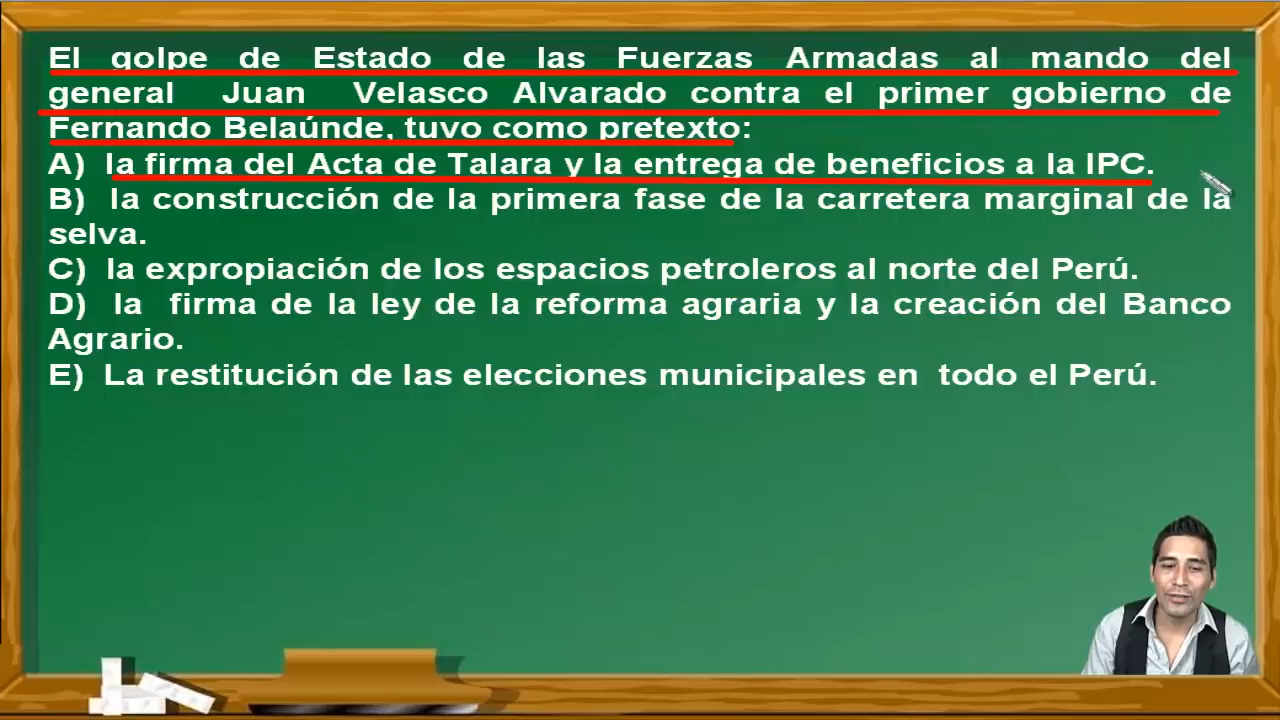 El golpe de Estado de las Fuerzas Armadas al mando del
general Juan Velasco Alvarado contra el primer gobierno de
Fernando Belaúnde, tuvo como pretexto:
A) la firma del Acta de Talara y la entrega de beneficios a la IPC.
B) la construcción de la primera fase de la carretera marginal de la
selva.
C) la expropiación de los espacios petroleros al norte del Perú.
D) la firma de la ley de la reforma agraria y la creación del Banco
Agrario.
E) La restitución de las elecciones municipales en todo el Perú.